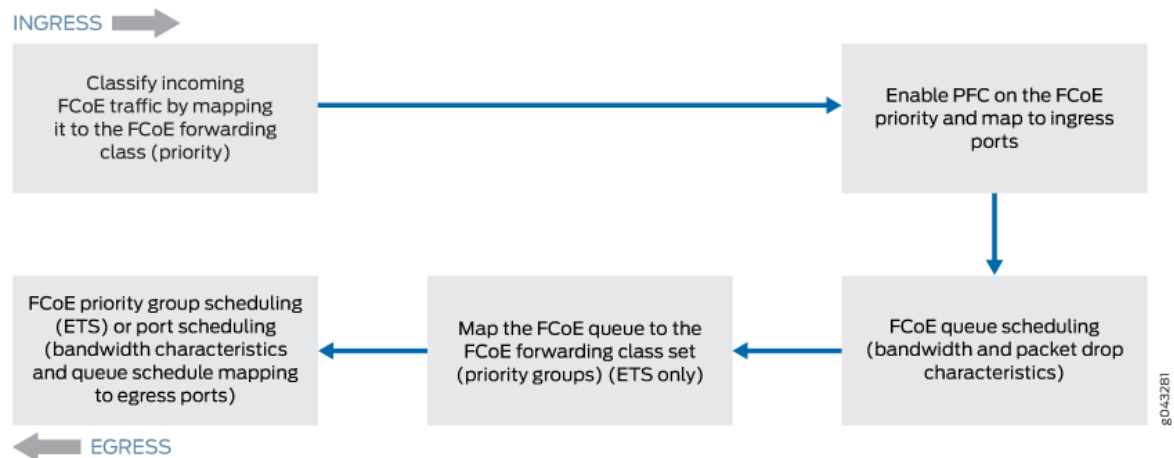 INGRESS
Classify incoming
FCoE traffic by mapping
it to the FCoE forwarding
class (priority)
Enable PFC on the FCoE
priority and map to ingress
ports
FCoE priority group scheduling
(ETS) or port scheduling
(bandwidth characteristics
and queue schedule mapping
to egress ports)
Map the FCoE queue to the
FCoE forwarding class set
(priority groups) (ETS only)
FCoE queue scheduling
(bandwidth and packet drop
characteristics)
g043281
EGRESS